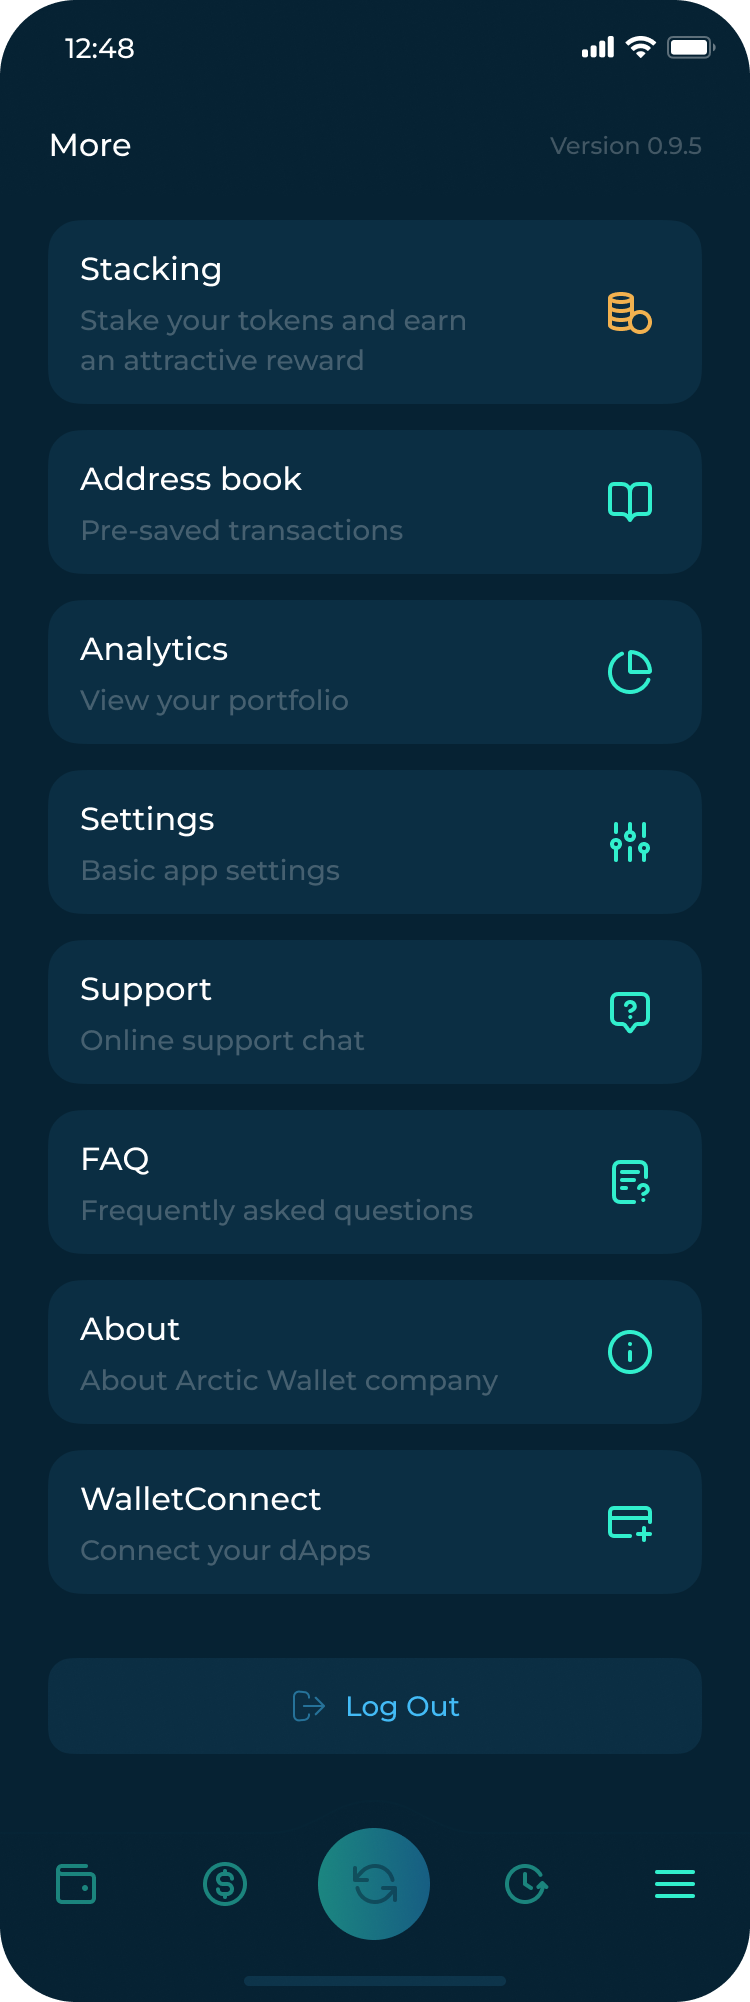 12:48
More
Version 0.9.5
Stacking
Stake your tokens and earn
an attractive reward
Address book
Pre-saved transactions
Analytics
View your portfolio
Settings
Basic app settings
Support
Online support chat
FAQ
Frequently asked questions
About
About Arctic Wallet company
WalletConnect
Connect your dApps
Log Out